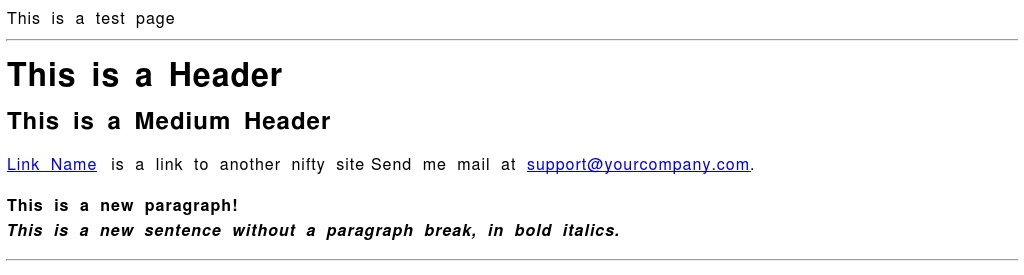 This is a test page
This is a Header
This is a Medium Header
Link Name is a link to another nifty site Send me mail at support@yourcompany.com.
This is a new paragraph!
This is a new sentence without a paragraph break, in bold italics.